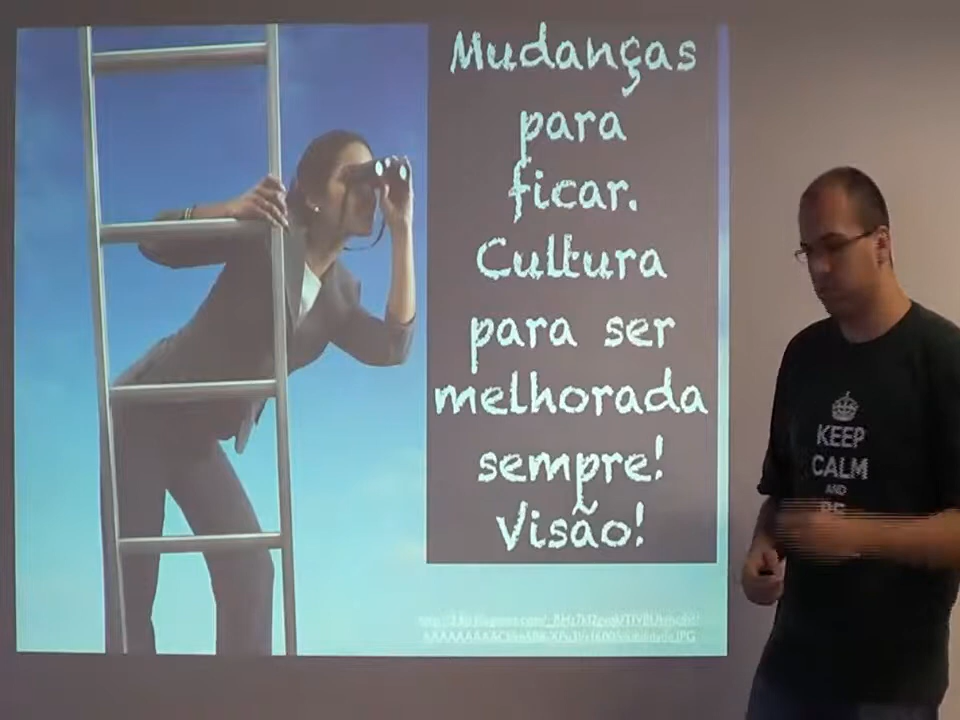 Mudanças
para
ficar.
Cultura
para ser
melhorada
sempre!
Visão!
KEEP
CALM
AND